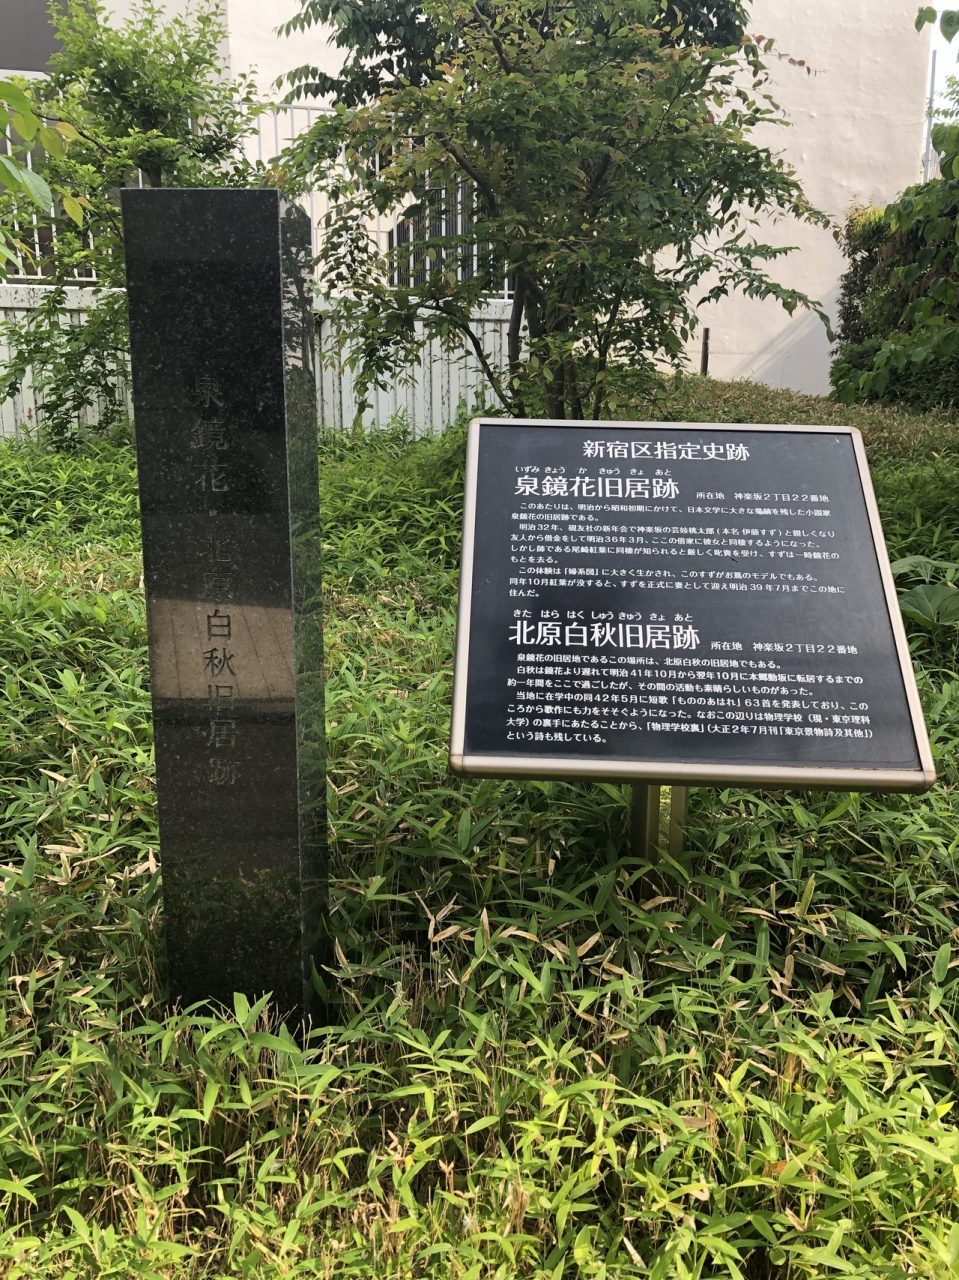 泉鏡花・北原白秋旧居跡
新宿区指定史跡
いずみ きょう か きゅう きょ あと
泉鏡花旧居跡 所在地 神楽坂2丁目22番地
このあたりは、明治から昭和初期にかけて、日本文学に大きな業績を残した小説家
泉鏡花の旧居跡である。
明治32年、硯友社の新年会で神楽坂の芸妓桃太郎(本名 伊藤すず)と親しくなり
友人から借金をして明治36年3月、ここの借家に彼女と同棲するようになった。
しかし師である尾崎紅葉に同棲が知られると厳しく叱責を受け、すずは一時鏡花の
もとを去る。
この体験は「婦系図」に大きく生かされ、このすずがお蔦のモデルでもある。
同年10月紅葉が没すると、すずを正式に妻として迎え明治39年7月までこの地に
住んだ。
きた はら はく しゅう きゅう きょ あと
北原白秋旧居跡 所在地 神楽坂2丁目22番地
泉鏡花の旧居地であるこの場所は、北原白秋の旧居地でもある。
白秋は鏡花より遅れて明治41年10月から翌年10月に本郷動坂に転居するまでの
約一年間をここで過ごしたが、その間の活動も素晴らしいものがあった。
当地に在学中の同42年5月に短歌「もののあはれ」63首を発表しており、この
ころから歌作にも力をそそぐようになった。なおこの辺りは物理学校(現・東京理科
大学)の裏手にあたることから、「物理学校裏」(大正2年7月刊「東京景物詩及其他」)
という詩も残している。